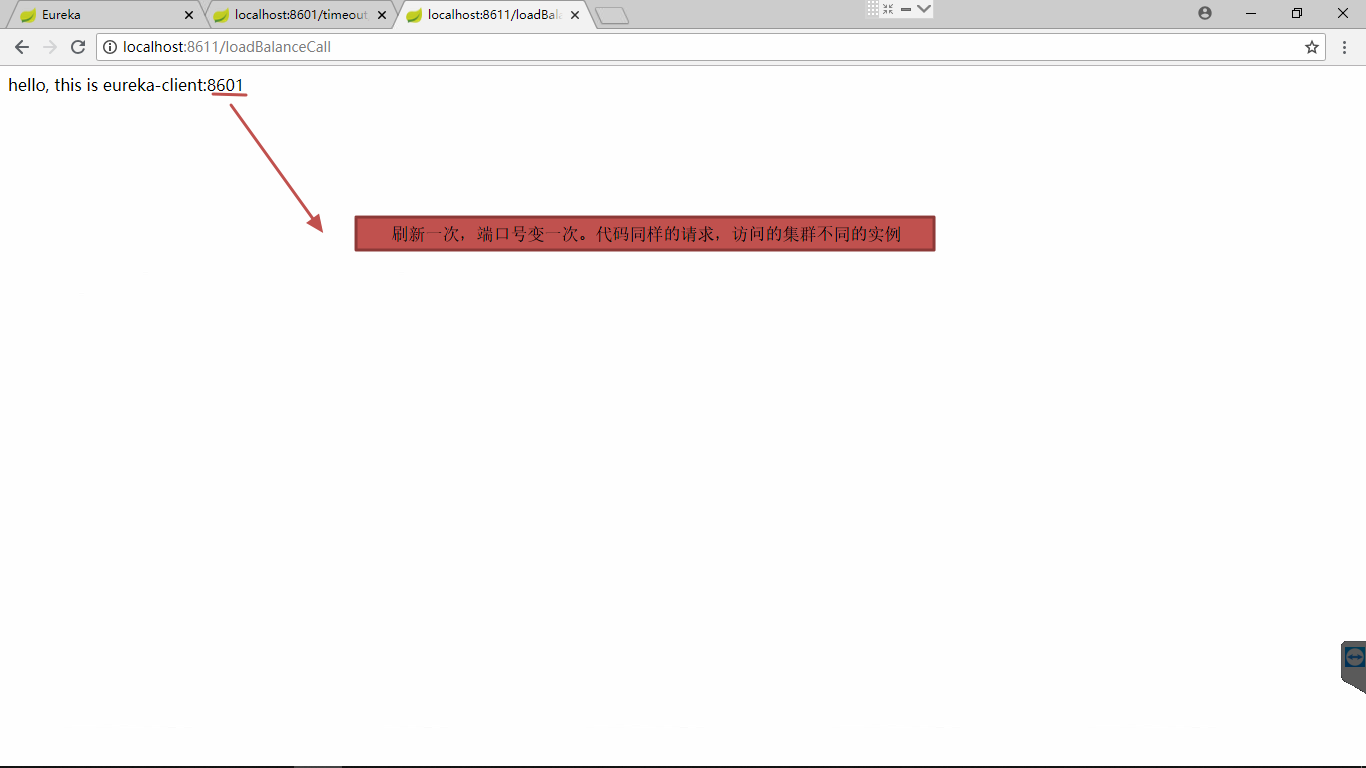 Eureka
localhost:8601/timeout
localhost:8611/loadBala
localhost:8611/loadBalanceCall
hello, this is eureka-client:8601
刷新一次，端口号变一次。代码同样的请求，访问的集群不同的实例